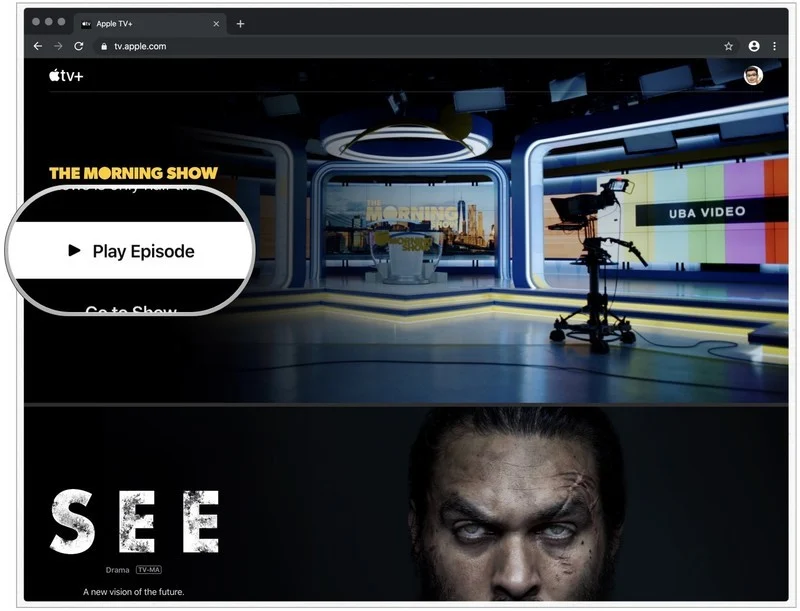 Apple TV+
tv.apple.com
tv+
THE MORNING SHOW
Play Episode
Go to Show
THE
MORNING
SHOW
UBA VIDEO
SEE
Drama TV-MA
A new vision of the future.